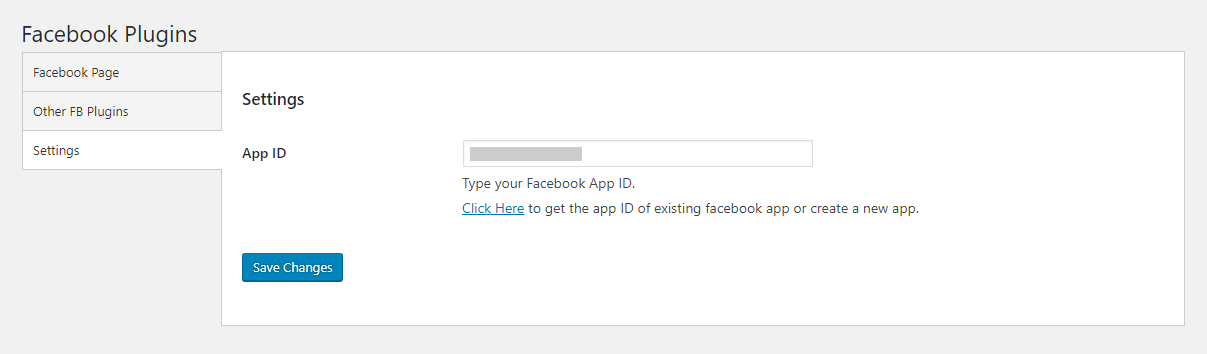 Facebook Plugins
Facebook Page
Other FB Plugins
Settings
Settings
App ID
Type your Facebook App ID.
Click Here to get the app ID of existing facebook app or create a new app.
Save Changes